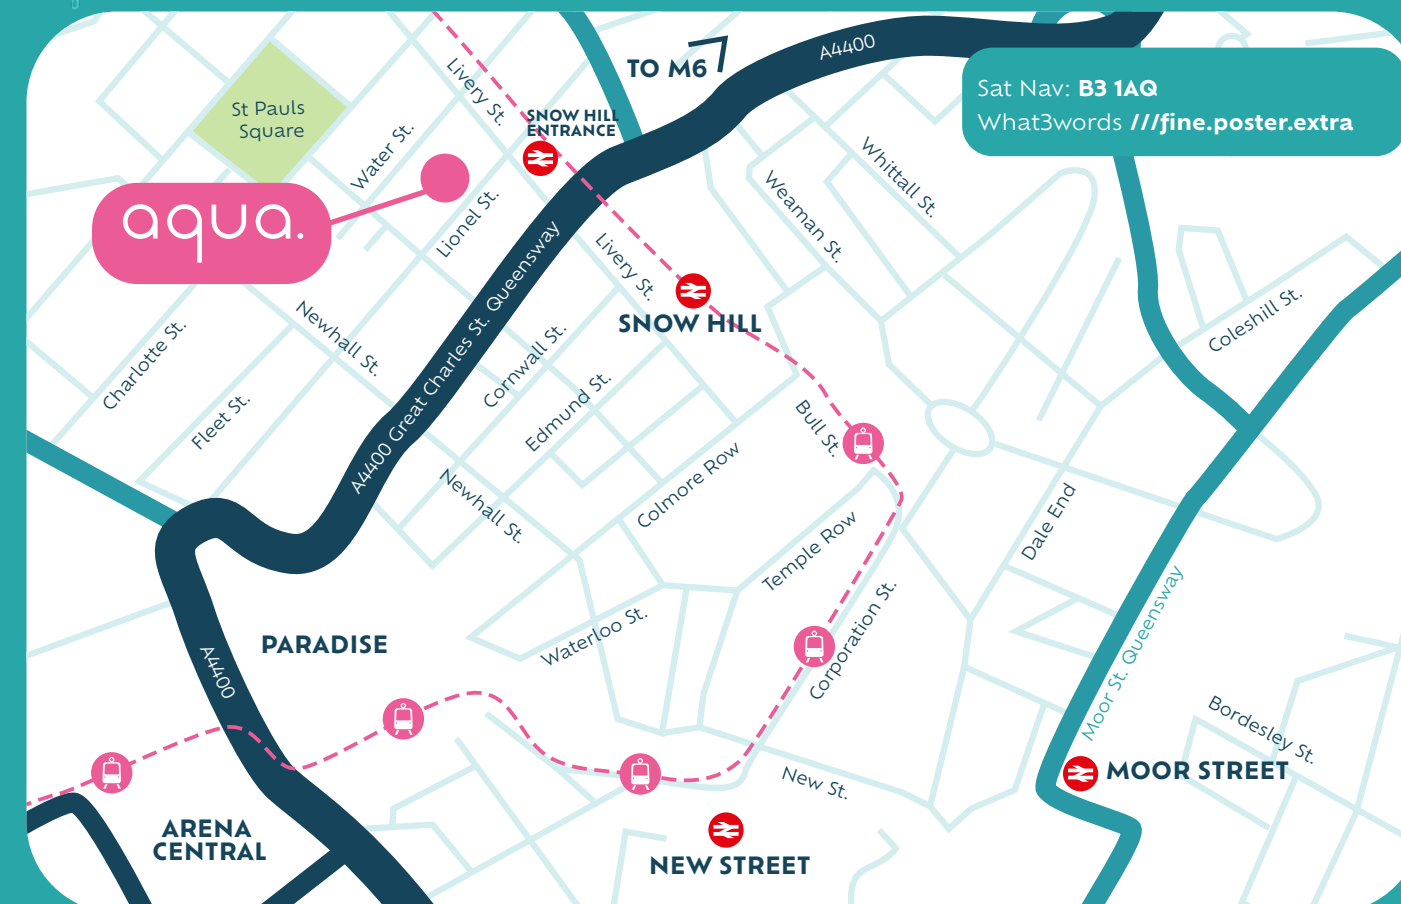 TO M6
A4400
Sat Nav: B3 1AQ
What3words ///fine.poster.extra
Livery St.
St Pauls
Square
SNOW HILL
ENTRANCE
Water St.
Whittall St.
Weaman St.
aqua.
Lionel St.
Livery St.
SNOW HILL
Coleshill St.
Newhall St.
Charlotte St.
Cornwall St.
A4400 Great Charles St. Queensway
Edmund St.
Fleet St.
Bull St.
Newhall St.
Colmore Row
Temple Row
Dale End
Waterloo St.
PARADISE
A4400
Corporation St.
Moor St. Queensway
Bordesley St.
MOOR STREET
New St.
ARENA
CENTRAL
NEW STREET